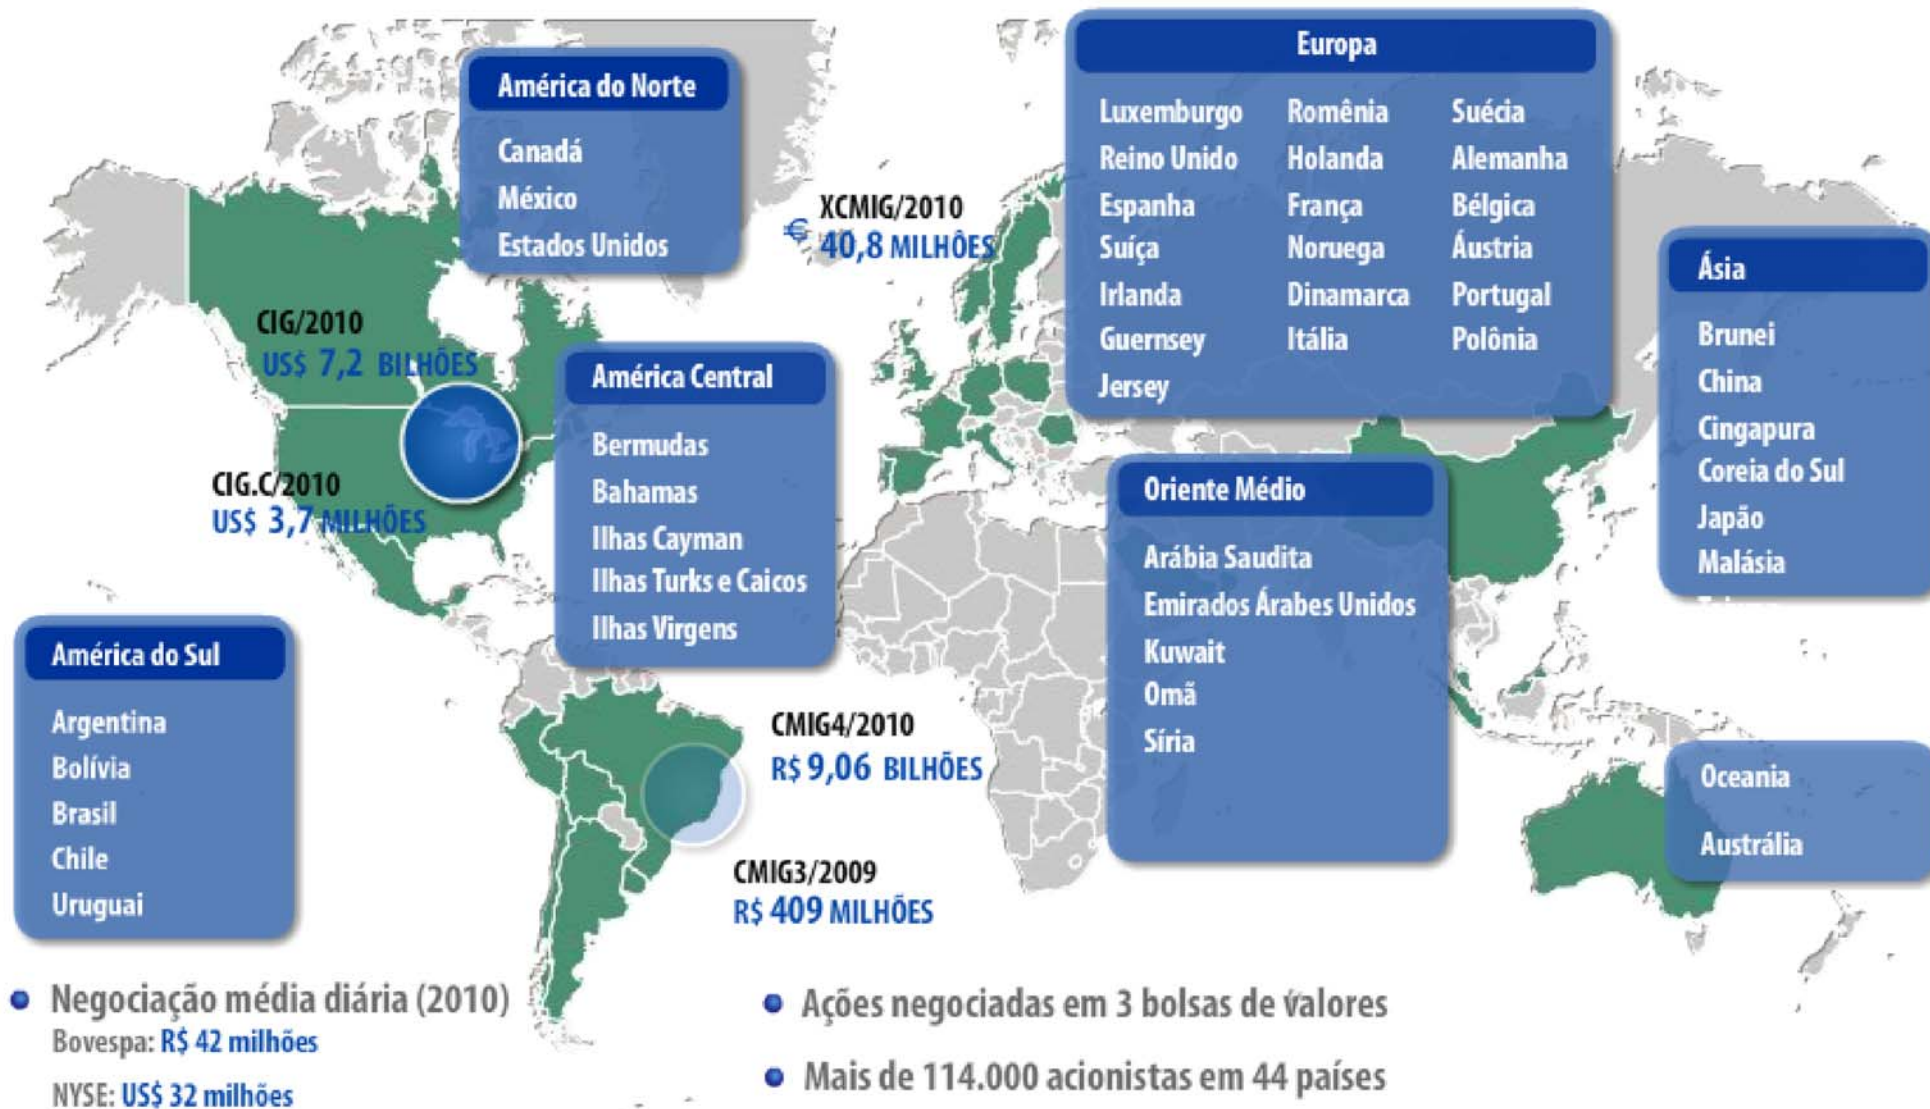 América do Norte
Canadá
México
Estados Unidos
Europa
Luxemburgo Romênia Suécia
Reino Unido Holanda Alemanha
Espanha França Bélgica
Suíça Noruega Áustria
Irlanda Dinamarca Portugal
Guernsey Itália Polônia
Jersey
XCMIG/2010
€ 40,8 MILHÕES
CIG/2010
US$ 7,2 BILHÕES
CIG.C/2010
US$ 3,7 MILHÕES
América Central
Bermudas
Bahamas
Ilhas Cayman
Ilhas Turks e Caicos
Ilhas Virgens
Oriente Médio
Arábia Saudita
Emirados Árabes Unidos
Kuwait
Omã
Síria
Ásia
Brunei
China
Cingapura
Coreia do Sul
Japão
Malásia
América do Sul
Argentina
Bolívia
Brasil
Chile
Uruguai
CMIG4/2010
R$ 9,06 BILHÕES
CMIG3/2009
R$ 409 MILHÕES
Oceania
Austrália
Negociação média diária (2010)
Bovespa: R$ 42 milhões
NYSE: US$ 32 milhões
Ações negociadas em 3 bolsas de valores
Mais de 114.000 acionistas em 44 países